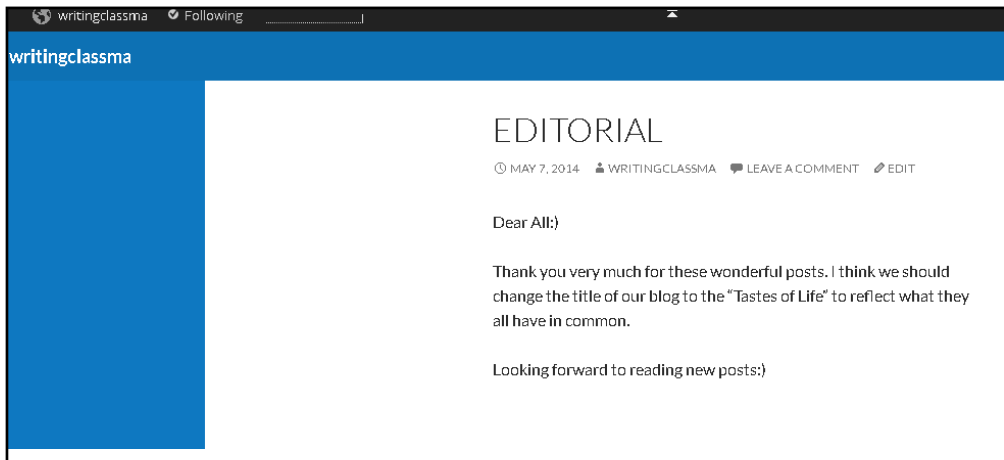 writingclassma Following
writingclassma
EDITORIAL
MAY 7, 2014 WRITINGCLASSMA LEAVE A COMMENT EDIT
Dear All:)
Thank you very much for these wonderful posts. I think we should
change the title of our blog to the “Tastes of Life” to reflect what they
all have in common.
Looking forward to reading new posts:)